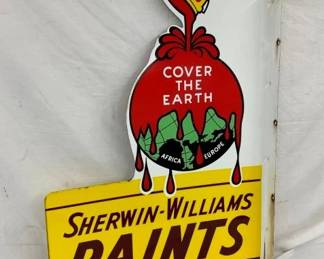 COVER
THE
EARTH
AFRICA
EUROPE
SHERWIN-WILLIAMS
PAINTS